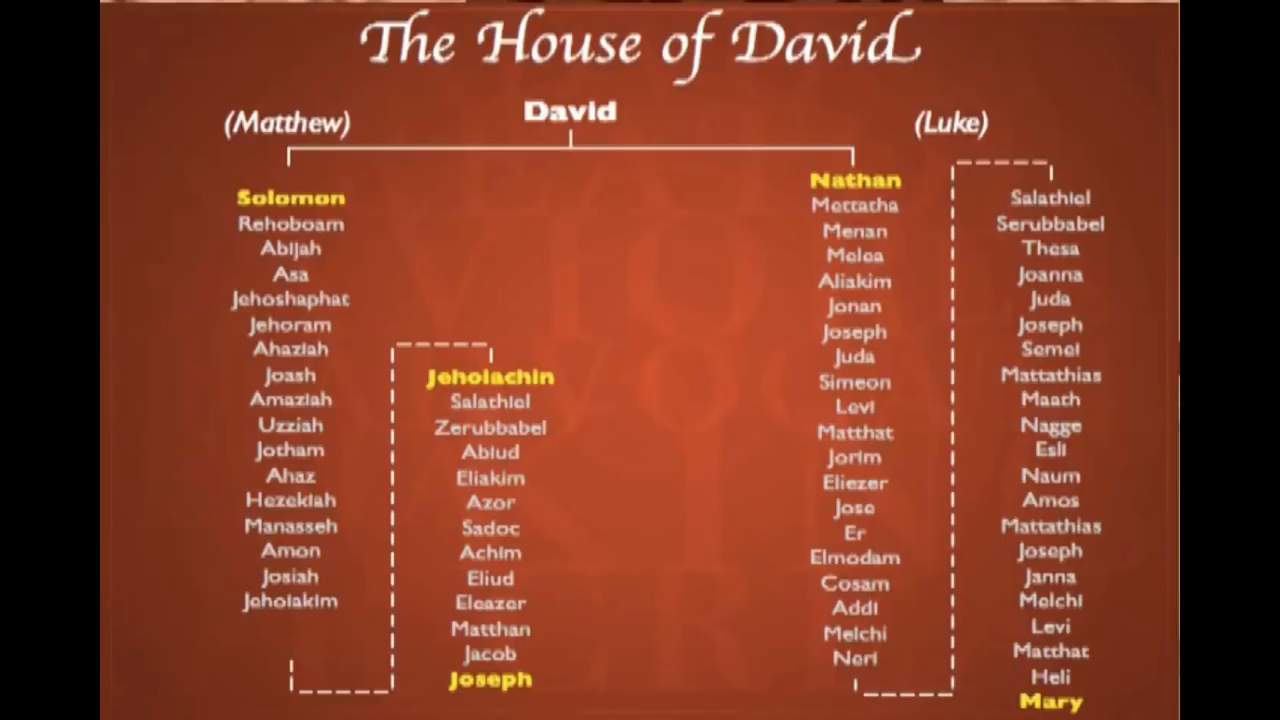 The House of David
David
(Matthew)
(Luke)
Solomon
Rehoboam
Abijah
Asa
Jehoshaphat
Jehoram
Ahaziah
Joash
Amaziah
Uzziah
Jotham
Ahaz
Hezekiah
Manasseh
Amon
Josiah
Jehoiakim
Jehoiachin
Salathiel
Zerubbabel
Abiud
Eliakim
Azor
Sadoc
Achim
Eliud
Eleazer
Matthan
Jacob
Joseph
Nathan
Mettatha
Menan
Melea
Aliakim
Jonan
Joseph
Juda
Simeon
Levi
Matthat
Jorim
Eliezer
Jose
Er
Elmodam
Cosam
Addi
Melchi
Neri
Salathiel
Serubbabel
Thesa
Joanna
Juda
Joseph
Semei
Mattathias
Maath
Nagge
Esli
Naum
Amos
Mattathias
Joseph
Janna
Melchi
Levi
Matthat
Heli
Mary